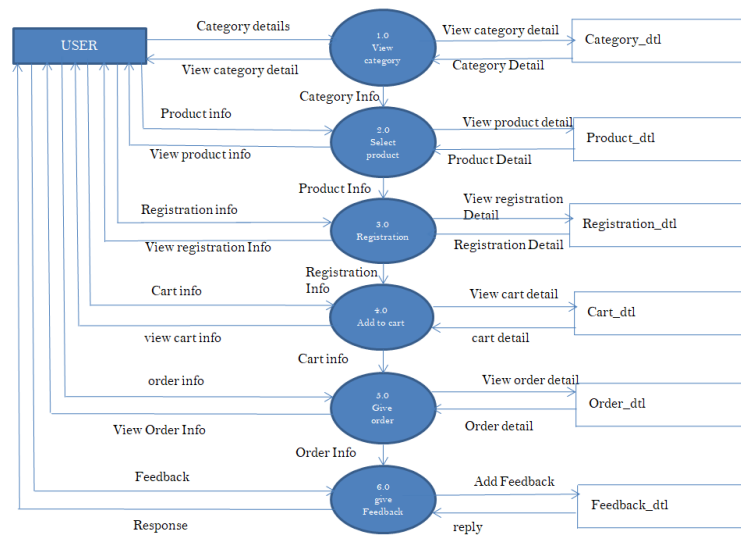 Category details
USER
1.0
View
category
View category detail
Category_dtl
View category detail
Category Detail
Category Info
Product info
2.0
Select
product
View product detail
Product_dtl
View product info
Product Detail
Product Info
Registration info
3.0
Registration
View registration
Detail
Registration_dtl
View registration Info
Registration Detail
Registration
Info
Cart info
4.0
Add to cart
View cart detail
Cart_dtl
view cart info
cart detail
Cart info
order info
5.0
Give
order
View order detail
Order_dtl
View Order Info
Order detail
Order Info
Feedback
6.0
give
Feedback
Add Feedback
Feedback_dtl
Response
reply